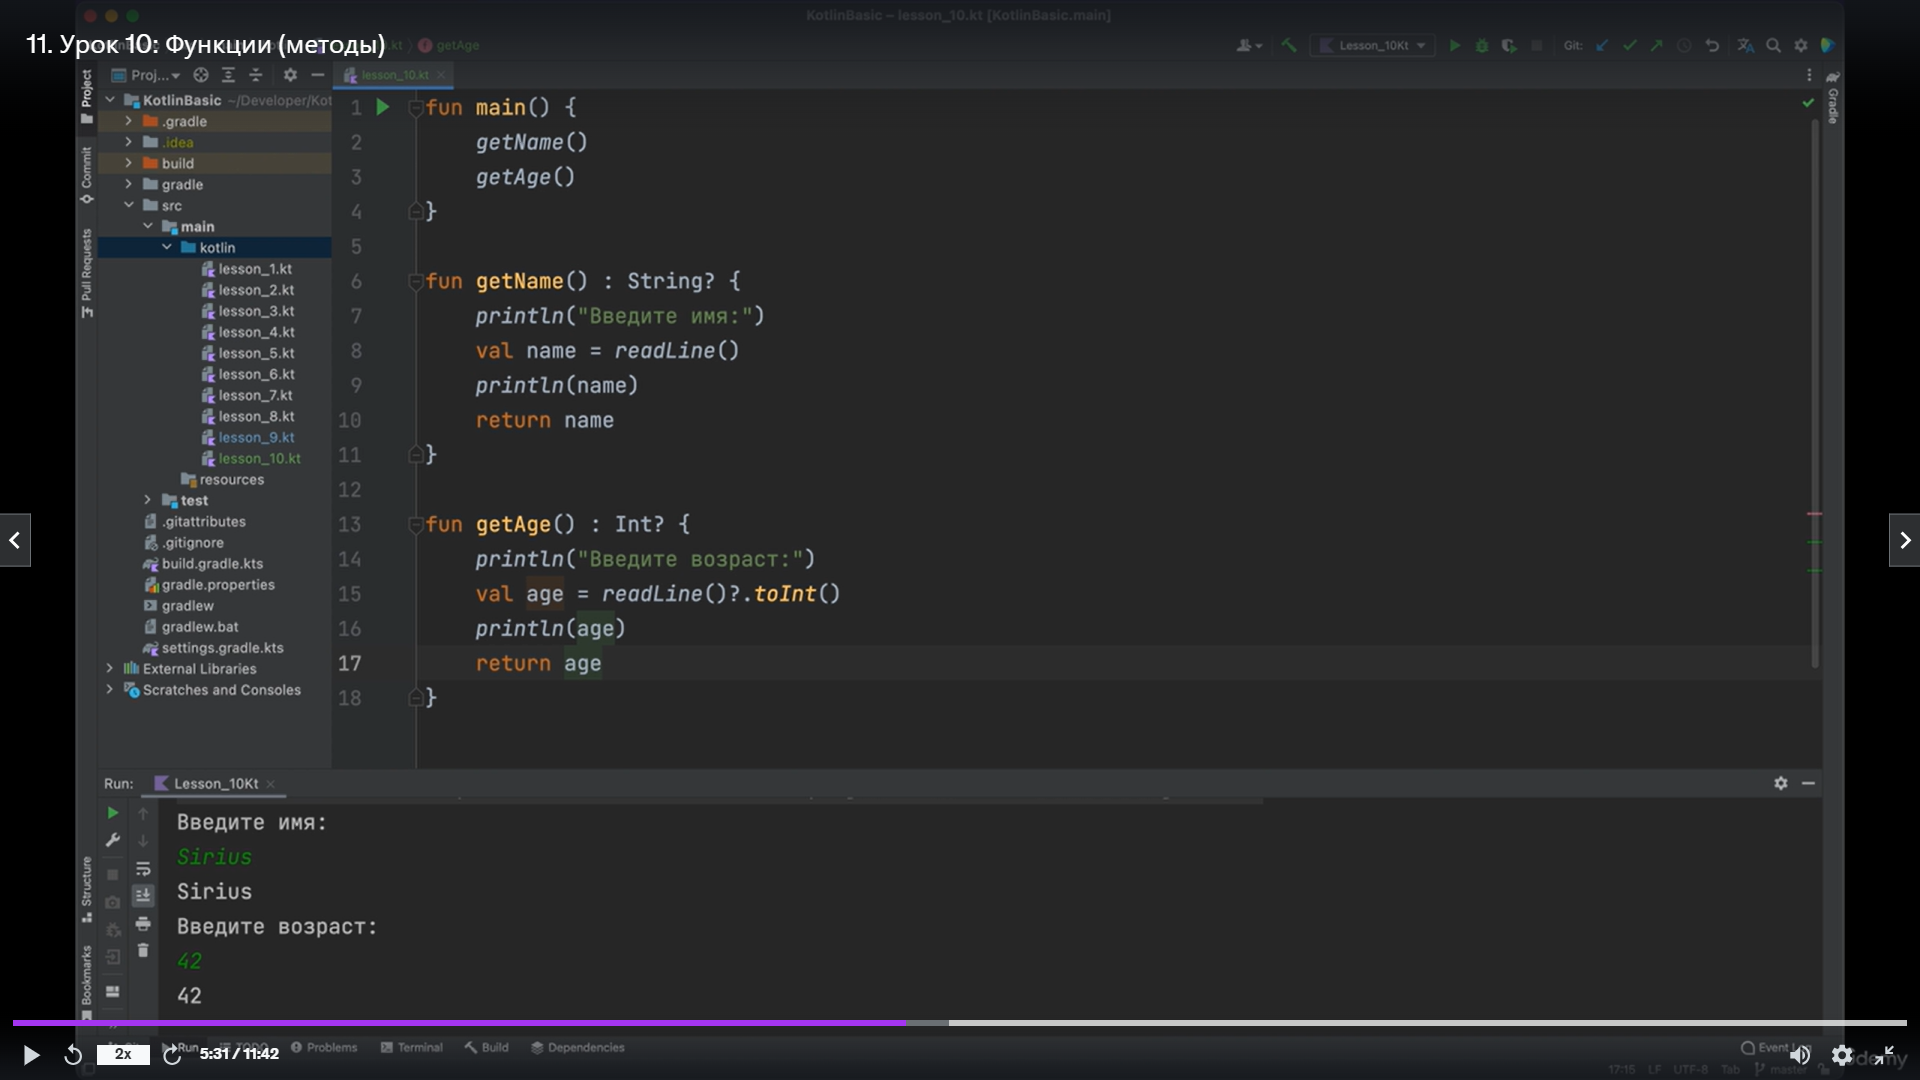 KotlinBasic – lesson_10.kt [KotlinBasic.main]
11. Урок 10: Функции (методы)
.kt
getAge
Lesson_10Kt
Git:
Project
Proj...
lesson_10.kt
Gradle
KotlinBasic ~/Developer/Kot
.gradle
.idea
build
gradle
src
main
kotlin
lesson_1.kt
lesson_2.kt
lesson_3.kt
lesson_4.kt
lesson_5.kt
lesson_6.kt
lesson_7.kt
lesson_8.kt
lesson_9.kt
lesson_10.kt
resources
test
.gitattributes
.gitignore
build.gradle.kts
gradle.properties
gradlew
gradlew.bat
settings.gradle.kts
External Libraries
Scratches and Consoles
Commit
Pull Requests
1 fun main() {
2 getName()
3 getAge()
4 }
5
6 fun getName() : String? {
7 println("Введите имя:")
8 val name = readLine()
9 println(name)
10 return name
11 }
12
13 fun getAge() : Int? {
14 println("Введите возраст:")
15 val age = readLine()?.toInt()
16 println(age)
17 return age
18 }
Run: Lesson_10Kt
Введите имя:
Sirius
Sirius
Введите возраст:
42
42
Structure
Bookmarks
2x
5:31 / 11:42
Run
TODO
Problems
Terminal
Build
Dependencies
Event Log
17:15 LF UTF-8 Tab master